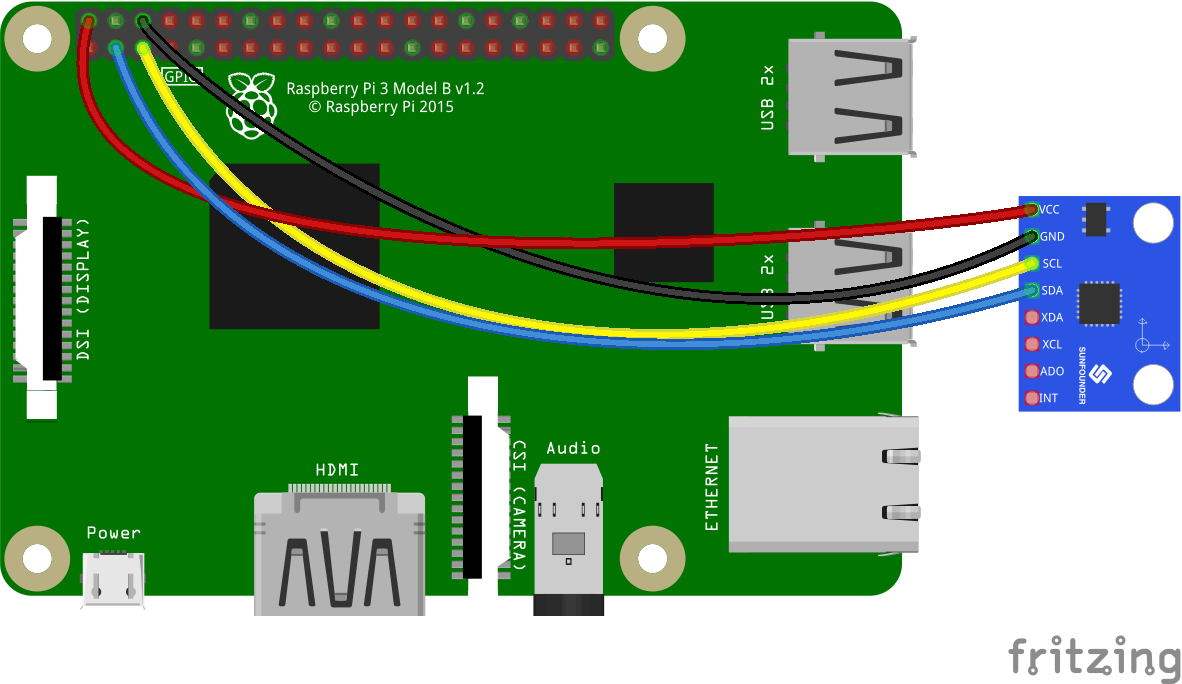 GPIO
Raspberry Pi 3 Model B v1.2
© Raspberry Pi 2015
USB 2x
USB 2x
DSI (DISPLAY)
VCC
GND
SCL
SDA
XDA
XCL
ADO
INT
SUNFOUNDER
CSI (CAMERA)
Audio
ETHERNET
HDMI
Power
fritzing